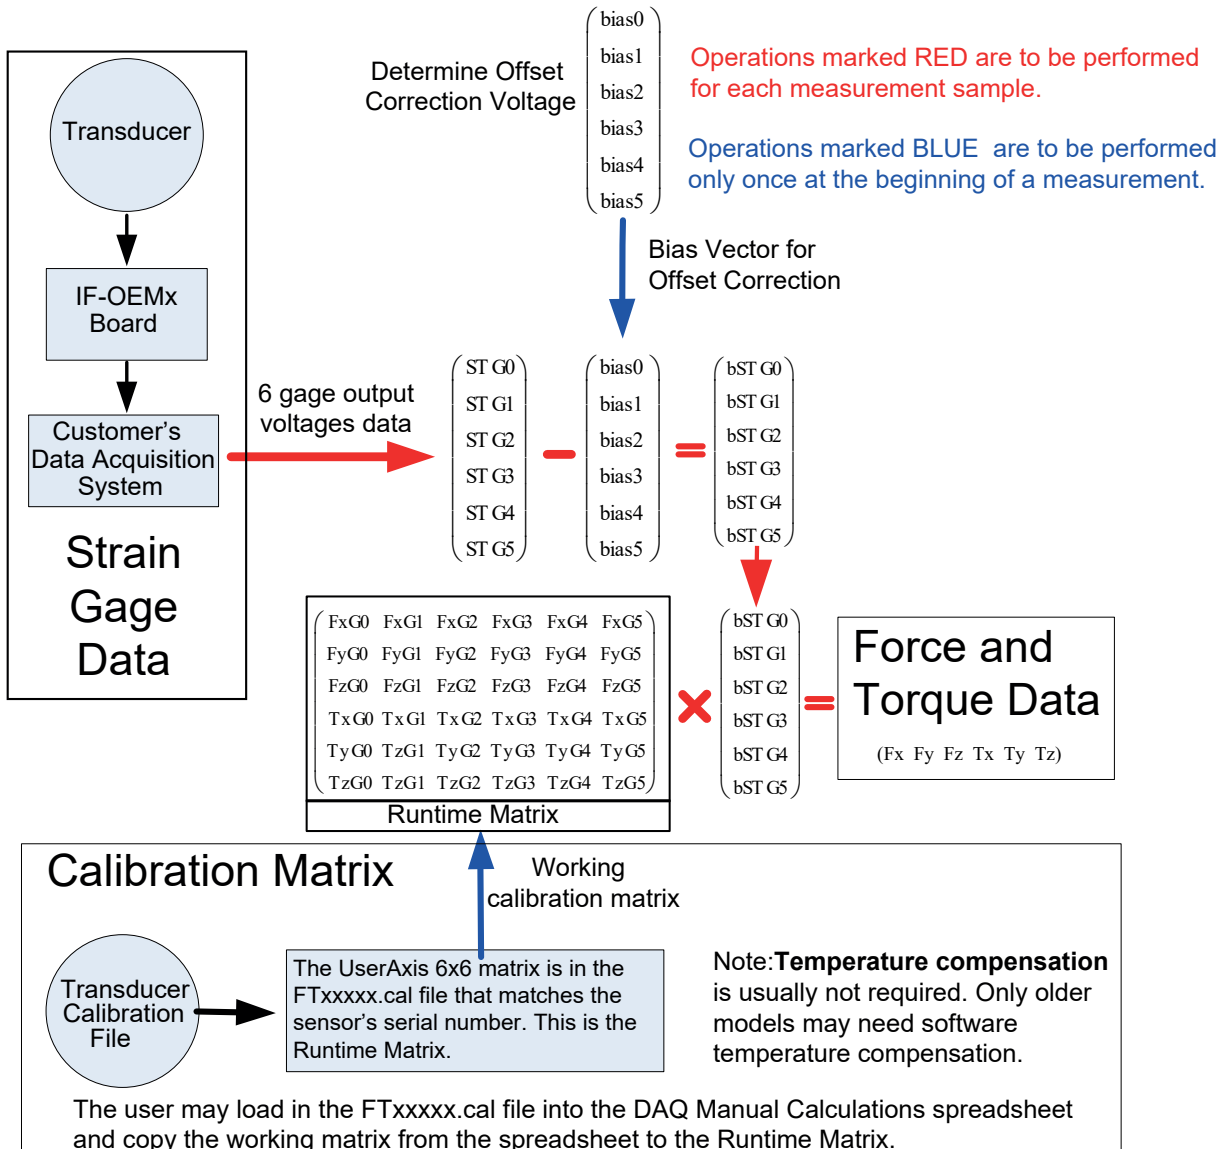 bias0
bias1
bias2
bias3
bias4
bias5
Determine Offset
Correction Voltage
Operations marked RED are to be performed
for each measurement sample.
Operations marked BLUE are to be performed
only once at the beginning of a measurement.
Bias Vector for
Offset Correction
Transducer
IF-OEMx
Board
Customer's
Data Acquisition
System
Strain
Gage
Data
6 gage output
voltages data
ST G0
ST G1
ST G2
ST G3
ST G4
ST G5
−
bias0
bias1
bias2
bias3
bias4
bias5
=
bST G0
bST G1
bST G2
bST G3
bST G4
bST G5
FxG0 FxG1 FxG2 FxG3 FxG4 FxG5
FyG0 FyG1 FyG2 FyG3 FyG4 FyG5
FzG0 FzG1 FzG2 FzG3 FzG4 FzG5
TxG0 TxG1 TxG2 TxG3 TxG4 TxG5
TyG0 TzG1 TyG2 TyG3 TyG4 TyG5
TzG0 TzG1 TzG2 TzG3 TzG4 TzG5
Runtime Matrix
×
bST G0
bST G1
bST G2
bST G3
bST G4
bST G5
=
Force and
Torque Data
(Fx Fy Fz Tx Ty Tz)
Calibration Matrix
Working
calibration matrix
Transducer
Calibration
File
The UserAxis 6x6 matrix is in the
FTxxxxx.cal file that matches the
sensor's serial number. This is the
Runtime Matrix.
Note:Temperature compensation
is usually not required. Only older
models may need software
temperature compensation.
The user may load in the FTxxxxx.cal file into the DAQ Manual Calculations spreadsheet
and copy the working matrix from the spreadsheet to the Runtime Matrix.